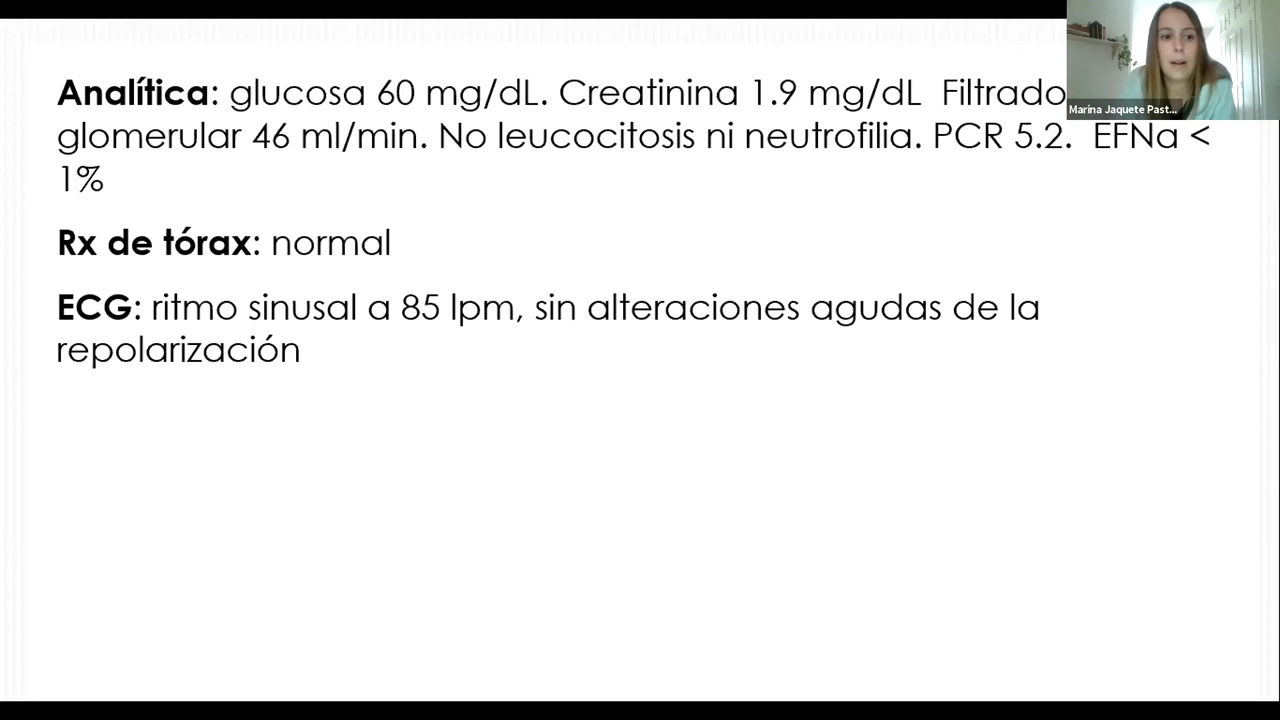 Analítica: glucosa 60 mg/dL. Creatinina 1.9 mg/dL  Filtrado
Marina Jaquete Past...
glomerular 46 ml/min. No leucocitosis ni neutrofilia. PCR 5.2.  EFNa <
1%
Rx de tórax: normal
ECG: ritmo sinusal a 85 lpm, sin alteraciones agudas de la
repolarización